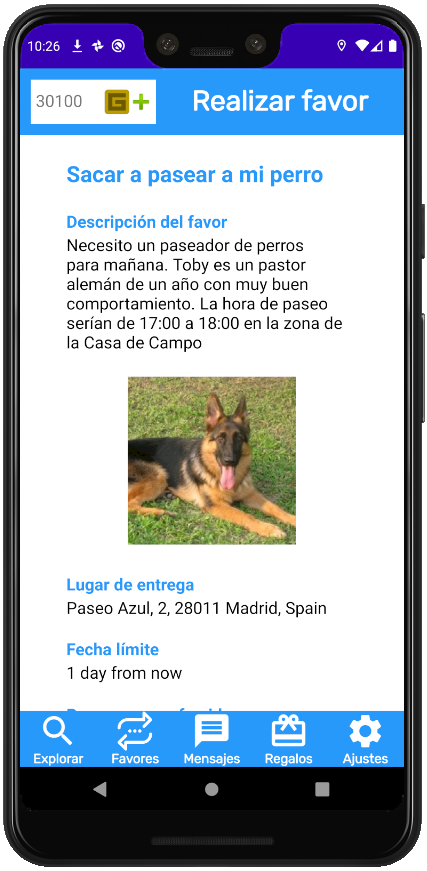 10:26
30100
Realizar favor
Sacar a pasear a mi perro
Descripción del favor
Necesito un paseador de perros
para mañana. Toby es un pastor
alemán de un año con muy buen
comportamiento. La hora de paseo
serían de 17:00 a 18:00 en la zona de
la Casa de Campo
Lugar de entrega
Paseo Azul, 2, 28011 Madrid, Spain
Fecha límite
1 day from now
Explorar Favores Mensajes Regalos Ajustes